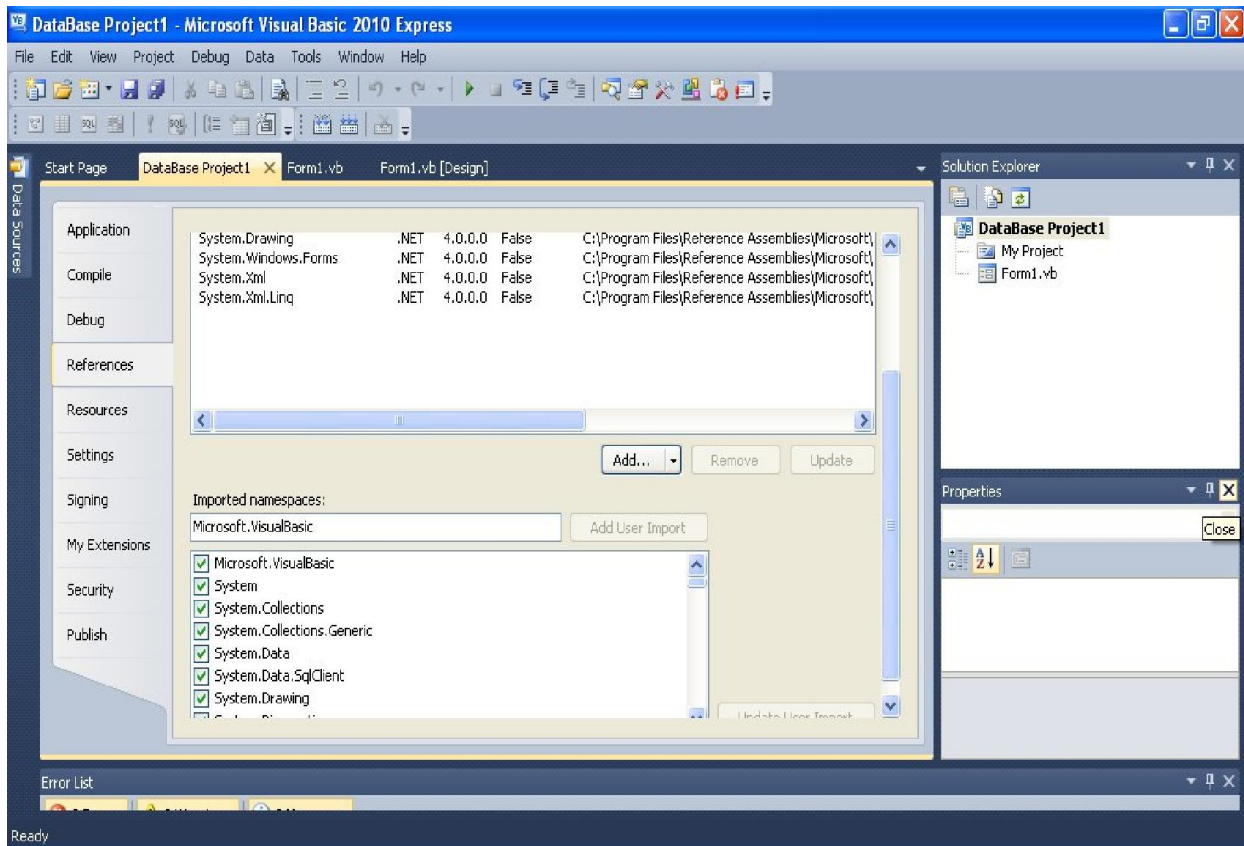 DataBase Project1 - Microsoft Visual Basic 2010 Express
File Edit View Project Debug Data Tools Window Help
SQL
Start Page DataBase Project1 Form1.vb Form1.vb [Design]
Data Sources
Application
Compile
Debug
References
Resources
Settings
Signing
My Extensions
Security
Publish
System.Drawing .NET 4.0.0.0 False C:\Program Files\Reference Assemblies\Microsoft\
System.Windows.Forms .NET 4.0.0.0 False C:\Program Files\Reference Assemblies\Microsoft\
System.Xml .NET 4.0.0.0 False C:\Program Files\Reference Assemblies\Microsoft\
System.Xml.Linq .NET 4.0.0.0 False C:\Program Files\Reference Assemblies\Microsoft\
Add... Remove Update
Imported namespaces:
Microsoft.VisualBasic Add User Import
Microsoft.VisualBasic
System
System.Collections
System.Collections.Generic
System.Data
System.Data.SqlClient
System.Drawing
Update User Import
Solution Explorer
DataBase Project1
My Project
Form1.vb
Properties
Close
Error List
Ready